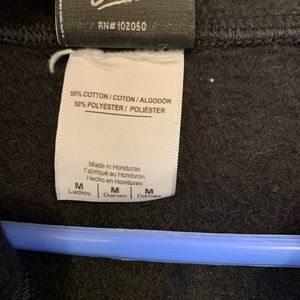 RN# 102050
50% COTTON / COTON / ALGODÓN
50% POLYESTER / POLIÉSTER
Made in Honduras
Fabriqué au Honduras
Hecho en Honduras
M M M
Ladies Dames Damas